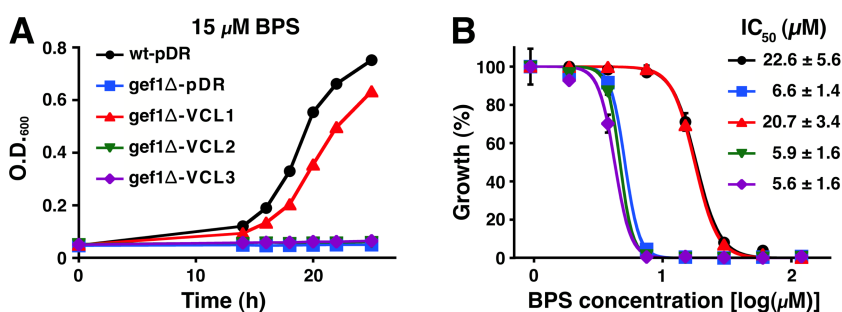 A
15 µM BPS
0.8
0.6
0.4
0.2
0
O.D.600
wt-pDR
gef1Δ-pDR
gef1Δ-VCL1
gef1Δ-VCL2
gef1Δ-VCL3
0
10
20
Time (h)
B
IC50 (µM)
100
80
60
40
20
0
Growth (%)
22.6 ± 5.6
6.6 ± 1.4
20.7 ± 3.4
5.9 ± 1.6
5.6 ± 1.6
0
1
2
BPS concentration [log(µM)]